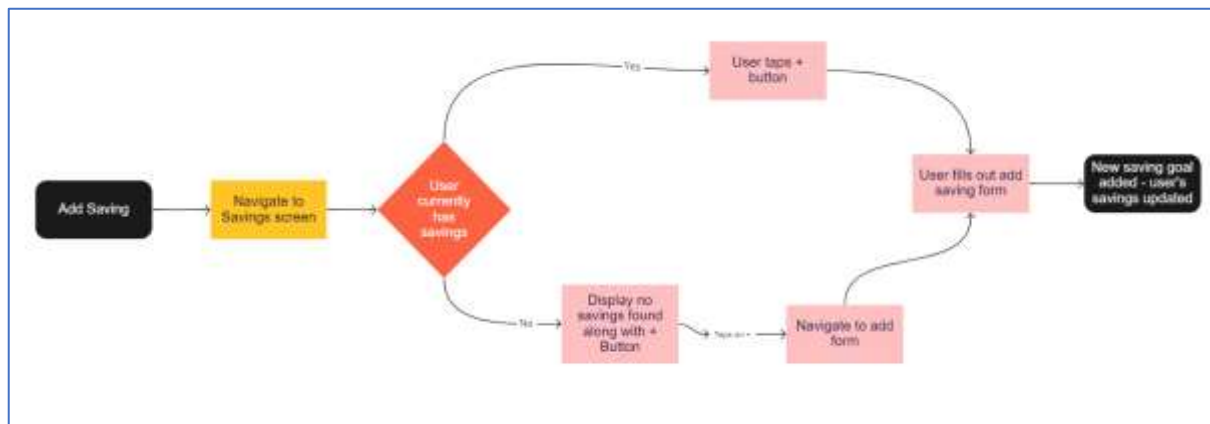 Yes
User taps +
button
Add Saving
Navigate to
Savings screen
User
currently
has
savings
User fills out add
saving form
New saving goal
added - user's
savings updated
No
Display no
savings found
along with +
Button
Taps on +
Navigate to add
form